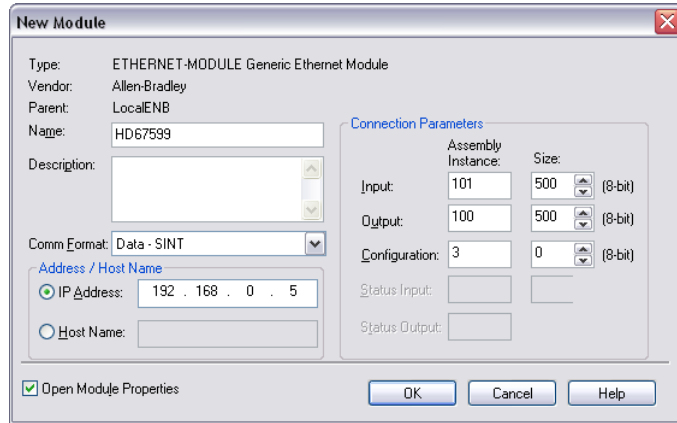 New Module
Type: ETHERNET-MODULE Generic Ethernet Module
Vendor: Allen-Bradley
Parent: LocalENB
Name: HD67599
Description:
Comm Format: Data - SINT
Address / Host Name
IP Address: 192 . 168 . 0 . 5
Host Name:
Connection Parameters
Assembly
Instance: Size:
Input: 101 500 (8-bit)
Output: 100 500 (8-bit)
Configuration: 3 0 (8-bit)
Status Input:
Status Output:
Open Module Properties OK Cancel Help